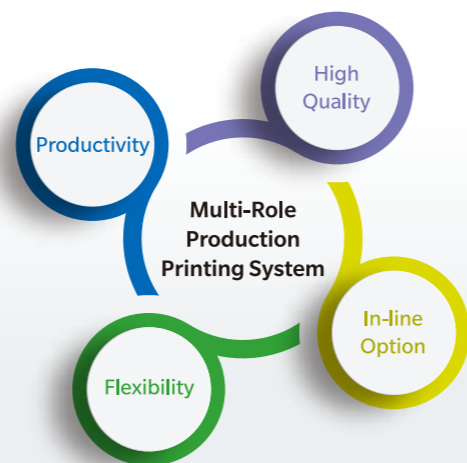 High
Quality
Productivity
Multi-Role
Production
Printing System
In-line
Option
Flexibility